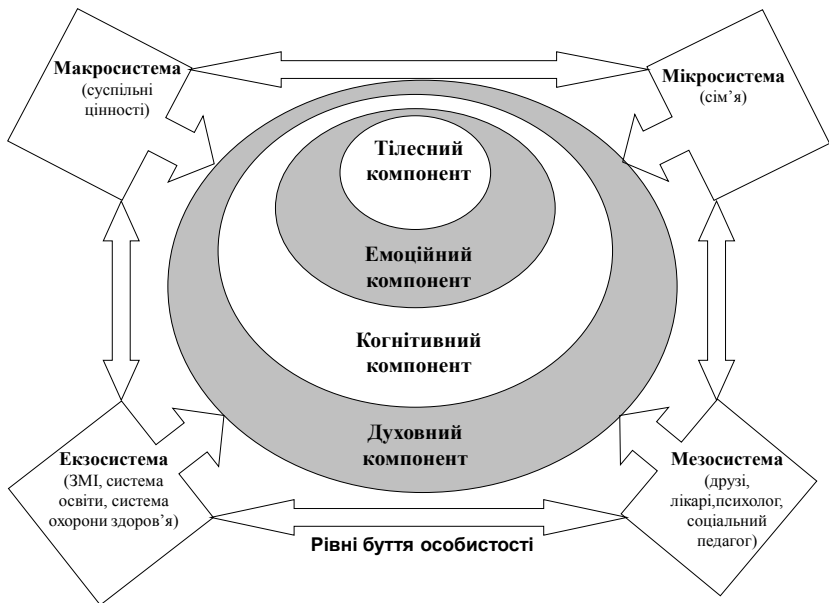 Макросистема
(суспільні
цінності)
Мікросистема
(сім’я)
Тілесний
компонент
Емоційний
компонент
Когнітивний
компонент
Духовний
компонент
Екзосистема
(ЗМІ, система
освіти, система
охорони здоров’я)
Мезосистема
(друзі,
лікарі,психолог,
соціальний
педагог)
Рівні буття особистості